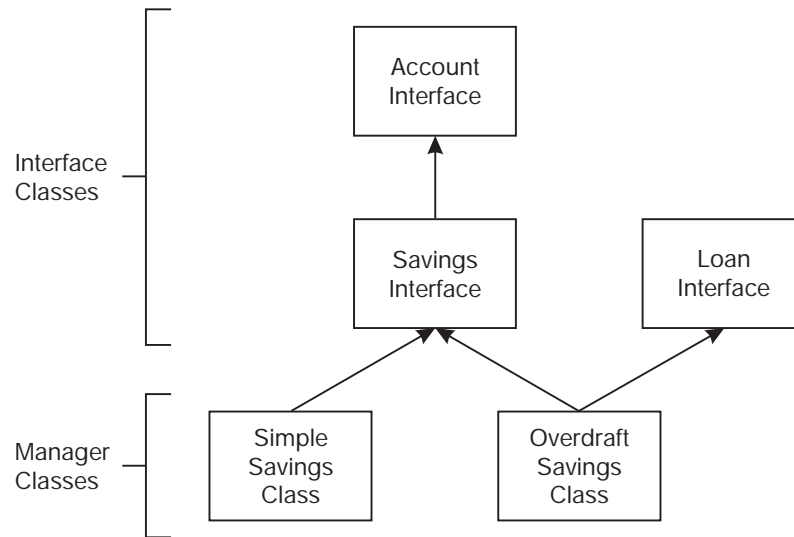 Account
Interface
Interface
Classes
Savings
Interface
Loan
Interface
Manager
Classes
Simple
Savings
Class
Overdraft
Savings
Class